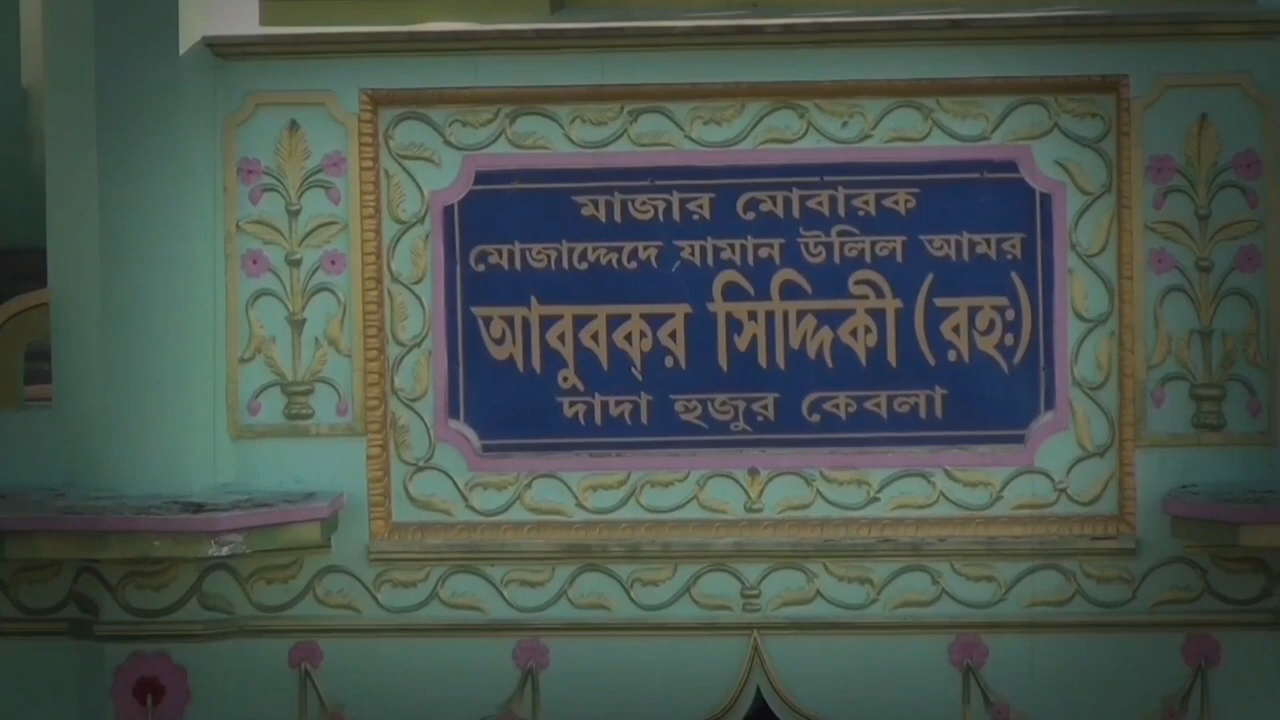 মাজার মোবারক
মোজাদ্দেদে যামান উলিল আমর
আবুবক্‌র সিদ্দিকী (রহঃ)
দাদা হুজুর কেবলা